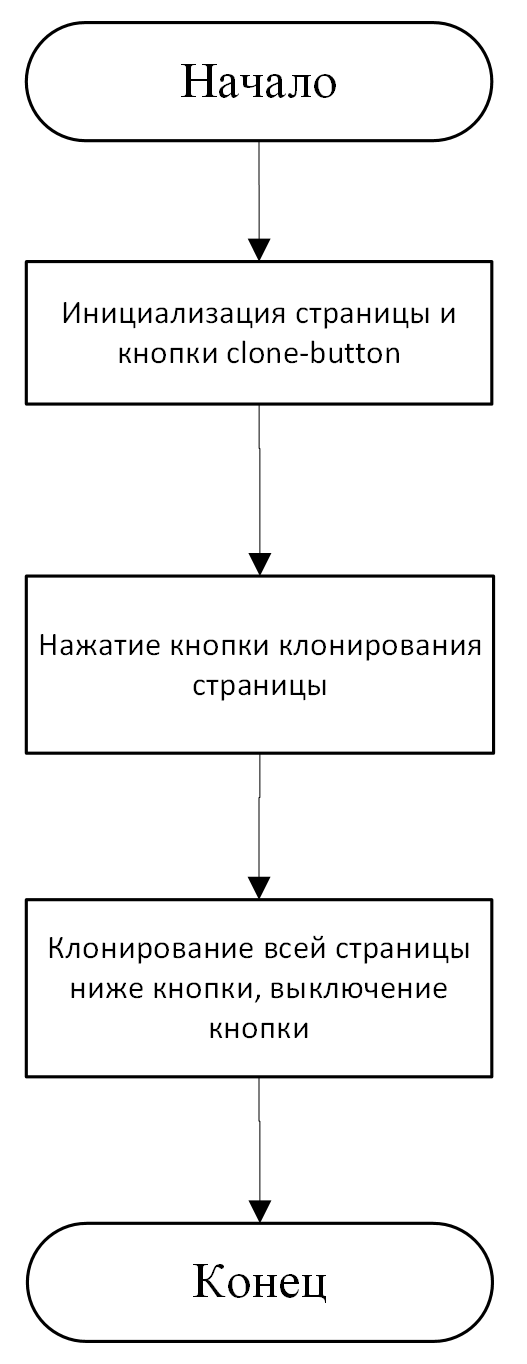 Начало
Инициализация страницы и
кнопки clone-button
Нажатие кнопки клонирования
страницы
Клонирование всей страницы
ниже кнопки, выключение
кнопки
Конец